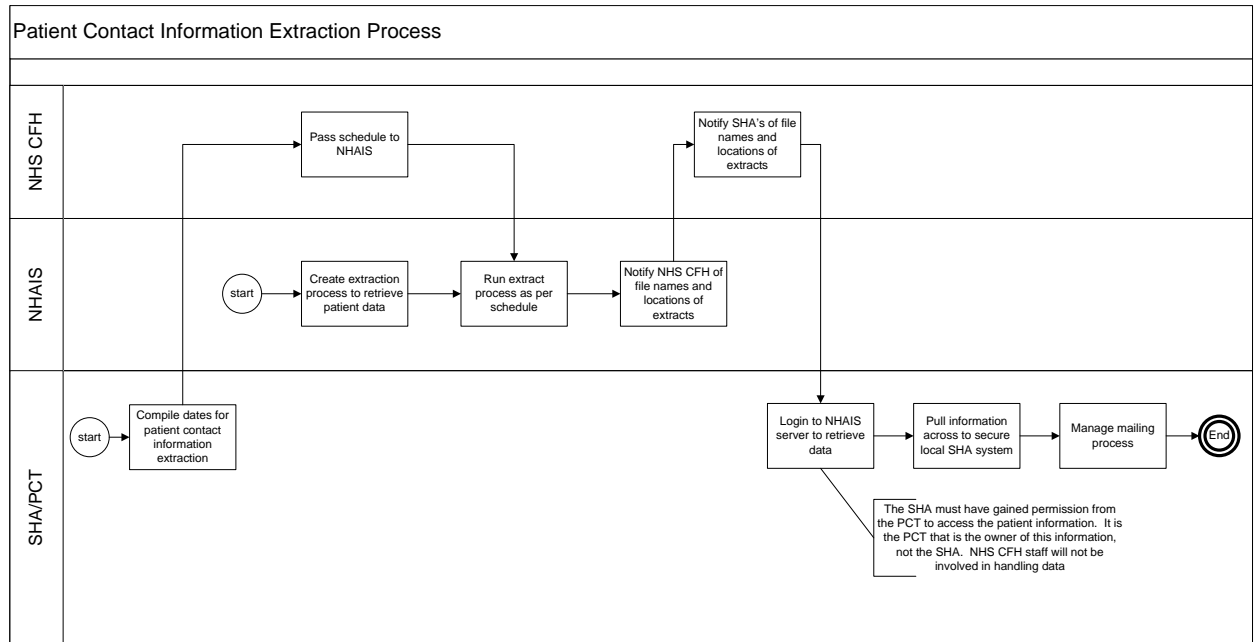 Patient Contact Information Extraction Process
NHS CFH
Pass schedule to
NHAIS
Notify SHA's of file
names and
locations of
extracts
NHAIS
start
Create extraction
process to retrieve
patient data
Run extract
process as per
schedule
Notify NHS CFH of
file names and
locations of
extracts
SHA/PCT
start
Compile dates for
patient contact
information
extraction
Login to NHAIS
server to retrieve
data
Pull information
across to secure
local SHA system
Manage mailing
process
End
The SHA must have gained permission from
the PCT to access the patient information. It is
the PCT that is the owner of this information,
not the SHA. NHS CFH staff will not be
involved in handling data